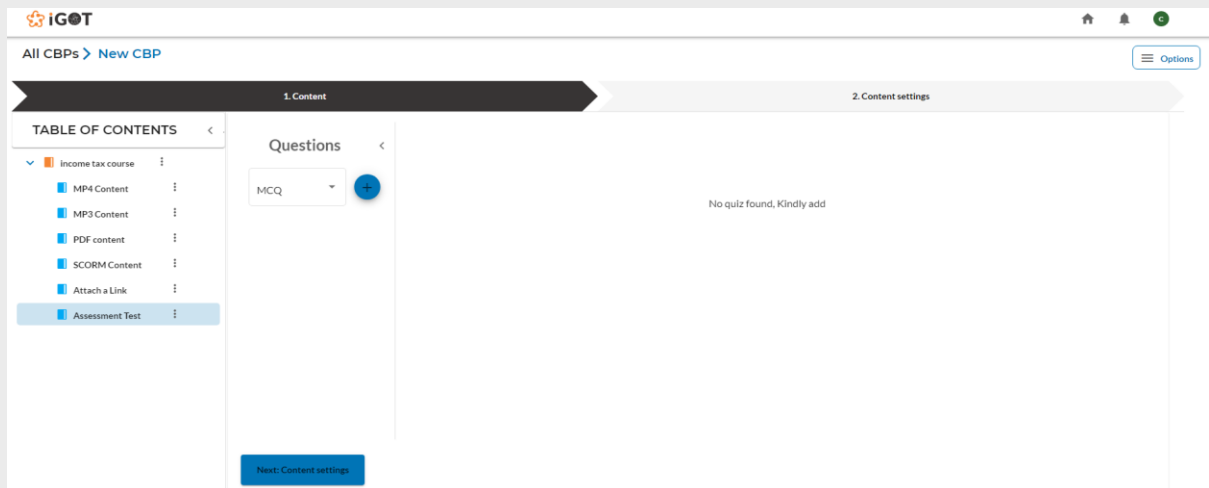 iGOT
C
All CBPs > New CBP
Options
1. Content
2. Content settings
TABLE OF CONTENTS
income tax course
MP4 Content
MP3 Content
PDF content
SCORM Content
Attach a Link
Assessment Test
Questions
MCQ
No quiz found, Kindly add
Next: Content settings